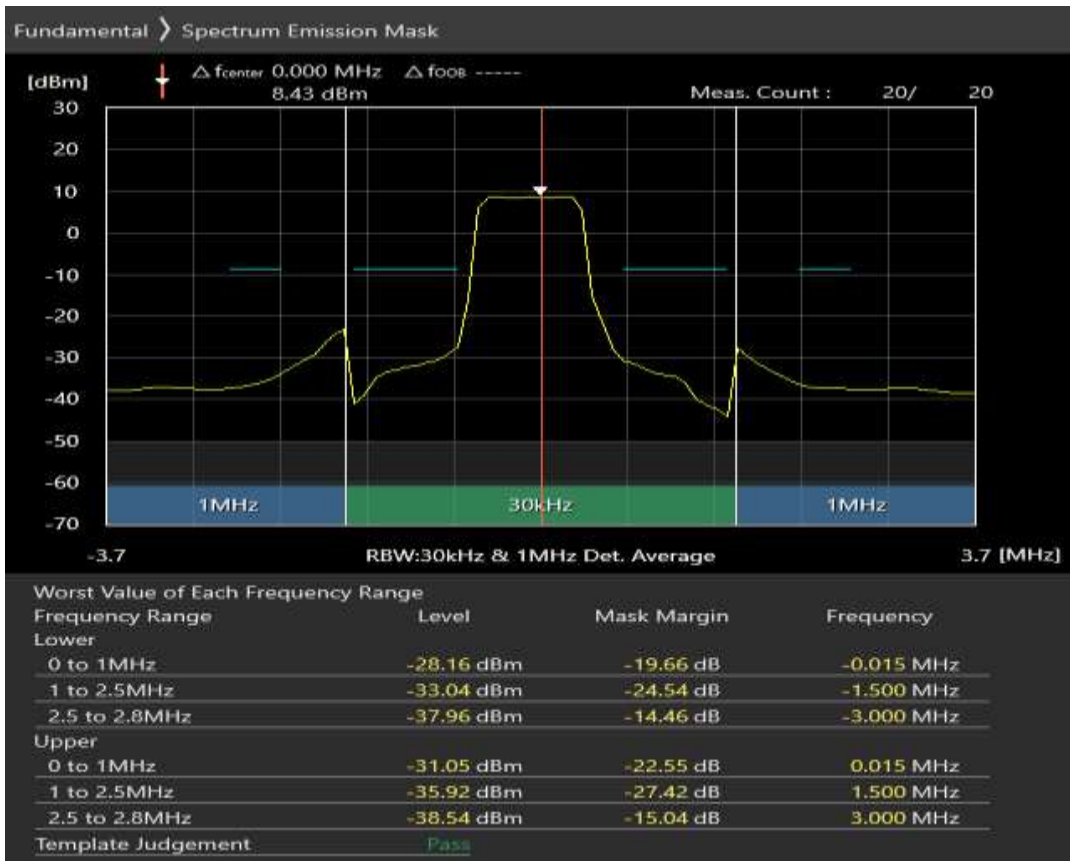 Fundamental 〉 Spectrum Emission Mask
[dBm] △ fcenter 0.000 MHz △ fOOB -----
8.43 dBm Meas. Count : 20/ 20
30
20
10
0
-10
-20
-30
-40
-50
-60
1MHz 30kHz 1MHz
-70
-3.7 RBW:30kHz & 1MHz Det. Average 3.7 [MHz]
Worst Value of Each Frequency Range
Frequency Range Level Mask Margin Frequency
Lower
0 to 1MHz -28.16 dBm -19.66 dB -0.015 MHz
1 to 2.5MHz -33.04 dBm -24.54 dB -1.500 MHz
2.5 to 2.8MHz -37.96 dBm -14.46 dB -3.000 MHz
Upper
0 to 1MHz -31.05 dBm -22.55 dB 0.015 MHz
1 to 2.5MHz -35.92 dBm -27.42 dB 1.500 MHz
2.5 to 2.8MHz -38.54 dBm -15.04 dB 3.000 MHz
Template Judgement Pass